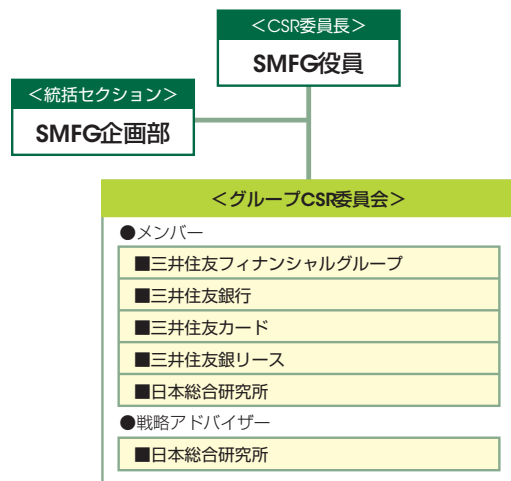 ＜CSR委員長＞
SMFG役員
＜統括セクション＞
SMFG企画部
＜グループCSR委員会＞
●メンバー
■三井住友フィナンシャルグループ
■三井住友銀行
■三井住友カード
■三井住友銀リース
■日本総合研究所
●戦略アドバイザー
■日本総合研究所